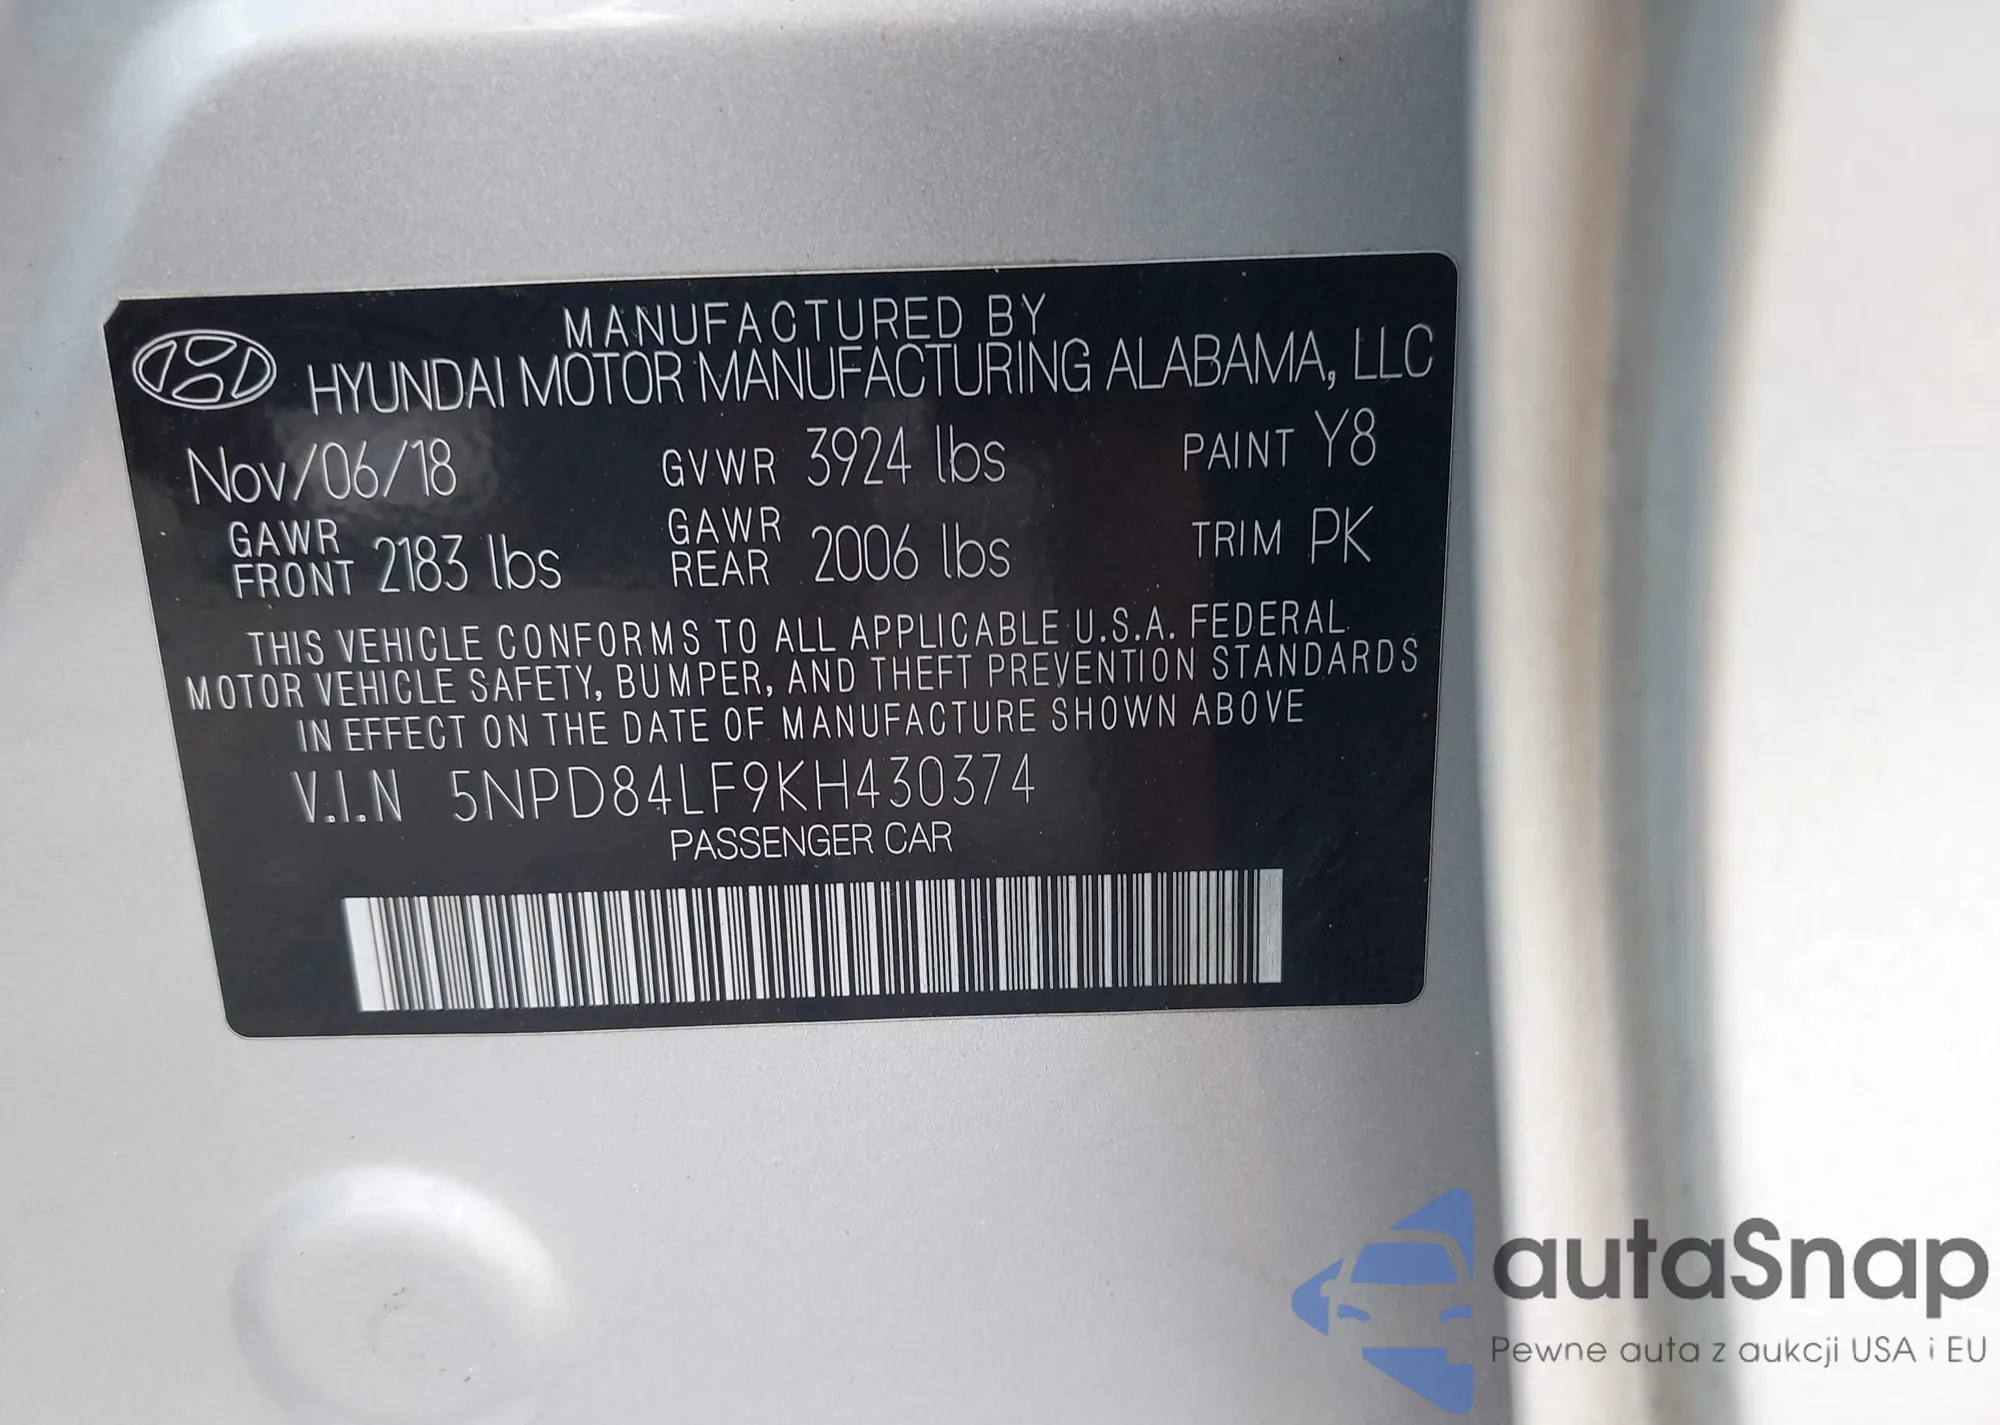 MANUFACTURED BY
HYUNDAI MOTOR MANUFACTURING ALABAMA, LLC
Nov/06/18 GVWR 3924 lbs PAINT Y8
GAWR FRONT 2183 lbs GAWR REAR 2006 lbs TRIM PK
THIS VEHICLE CONFORMS TO ALL APPLICABLE U.S.A. FEDERAL
MOTOR VEHICLE SAFETY, BUMPER, AND THEFT PREVENTION STANDARDS
IN EFFECT ON THE DATE OF MANUFACTURE SHOWN ABOVE
V.I.N 5NPD84LF9KH430374
PASSENGER CAR
autaSnap
Pewne auta z aukcji USA i EU